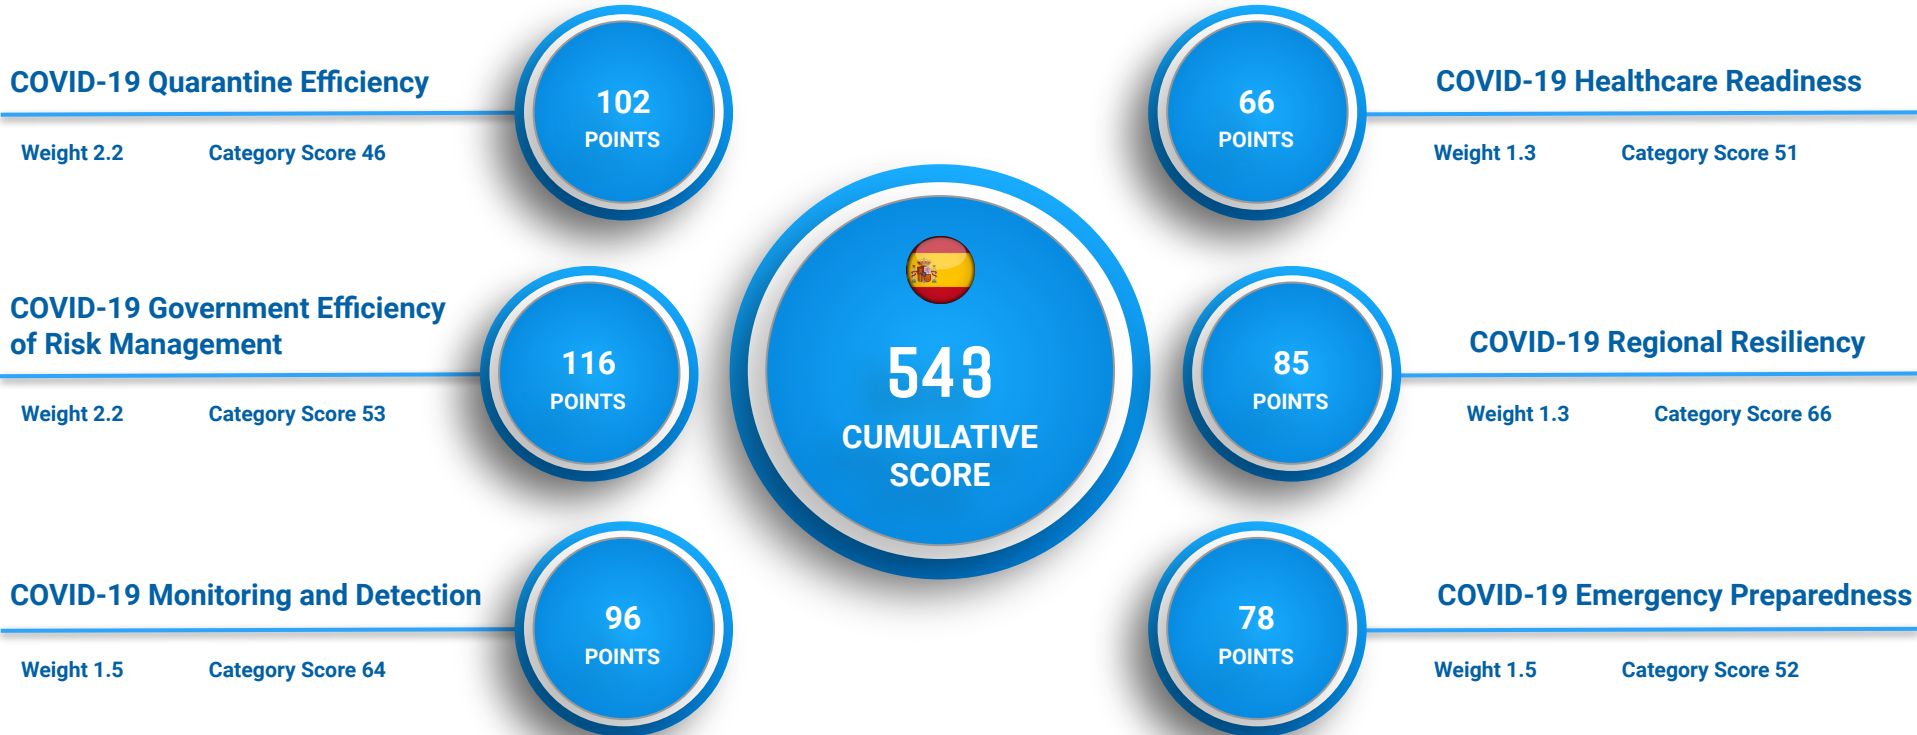 COVID-19 Quarantine Efficiency
Weight 2.2 Category Score 46
102
POINTS
COVID-19 Government Efficiency
of Risk Management
Weight 2.2 Category Score 53
116
POINTS
COVID-19 Monitoring and Detection
Weight 1.5 Category Score 64
96
POINTS
543
CUMULATIVE
SCORE
66
POINTS
COVID-19 Healthcare Readiness
Weight 1.3 Category Score 51
85
POINTS
COVID-19 Regional Resiliency
Weight 1.3 Category Score 66
78
POINTS
COVID-19 Emergency Preparedness
Weight 1.5 Category Score 52